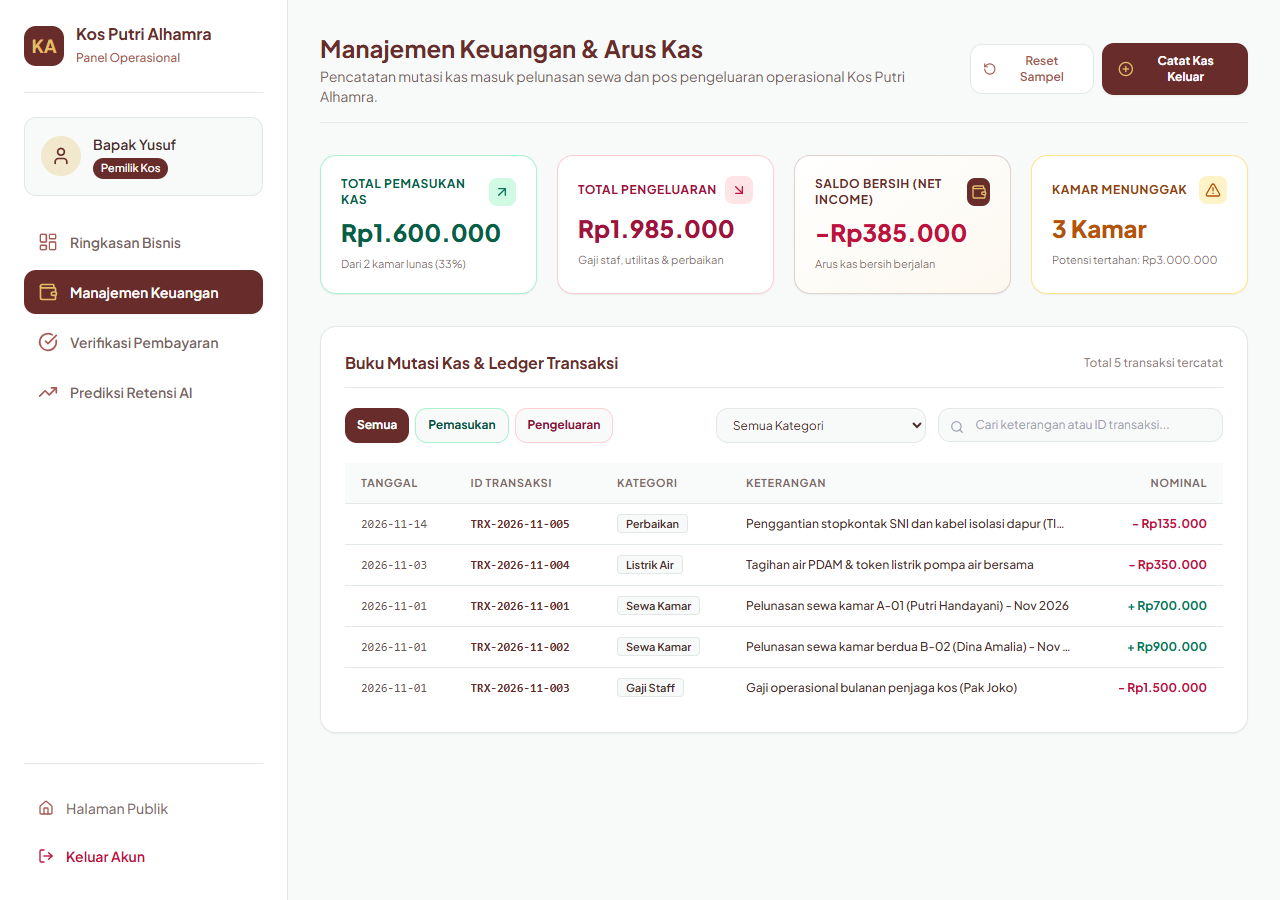 KA
Kos Putri Alhamra
Panel Operasional
Bapak Yusuf
Pemilik Kos
Ringkasan Bisnis
Manajemen Keuangan
Verifikasi Pembayaran
Prediksi Retensi AI
Halaman Publik
Keluar Akun
Manajemen Keuangan & Arus Kas
Pencatatan mutasi kas masuk pelunasan sewa dan pos pengeluaran operasional Kos Putri
Alhamra.
Reset
Sampel
Catat Kas
Keluar
TOTAL PEMASUKAN
KAS
Rp1.600.000
Dari 2 kamar lunas (33%)
TOTAL PENGELUARAN
Rp1.985.000
Gaji staf, utilitas & perbaikan
SALDO BERSIH (NET
INCOME)
-Rp385.000
Arus kas bersih berjalan
KAMAR MENUNGGAK
3 Kamar
Potensi tertahan: Rp3.000.000
Buku Mutasi Kas & Ledger Transaksi
Total 5 transaksi tercatat
Semua
Pemasukan
Pengeluaran
Semua Kategori
Cari keterangan atau ID transaksi...
TANGGAL ID TRANSAKSI KATEGORI KETERANGAN NOMINAL
2026-11-14 TRX-2026-11-005 Perbaikan Penggantian stopkontak SNI dan kabel isolasi dapur (TI... - Rp135.000
2026-11-03 TRX-2026-11-004 Listrik Air Tagihan air PDAM & token listrik pompa air bersama - Rp350.000
2026-11-01 TRX-2026-11-001 Sewa Kamar Pelunasan sewa kamar A-01 (Putri Handayani) - Nov 2026 + Rp700.000
2026-11-01 TRX-2026-11-002 Sewa Kamar Pelunasan sewa kamar berdua B-02 (Dina Amalia) - Nov ... + Rp900.000
2026-11-01 TRX-2026-11-003 Gaji Staff Gaji operasional bulanan penjaga kos (Pak Joko) - Rp1.500.000